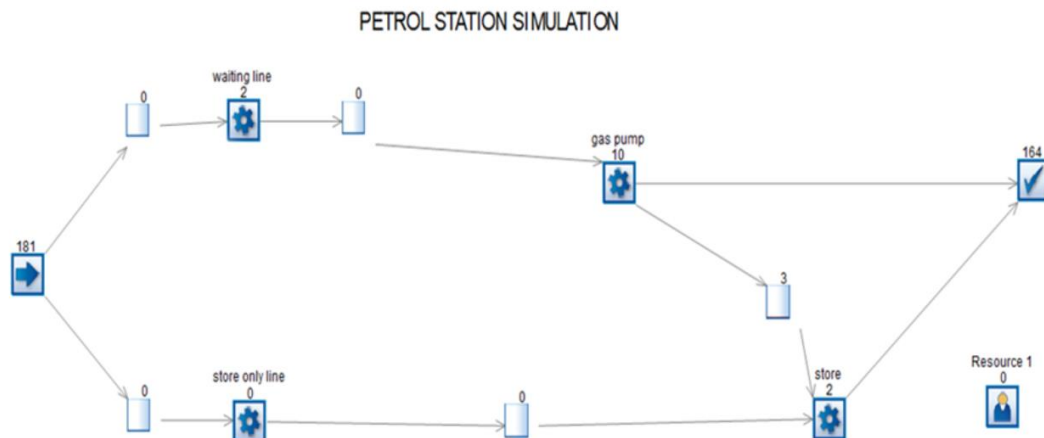 PETROL STATION SIMULATION
waiting line
2
0
0
gas pump
10
164
181
3
0
store only line
0
0
store
2
Resource 1
0